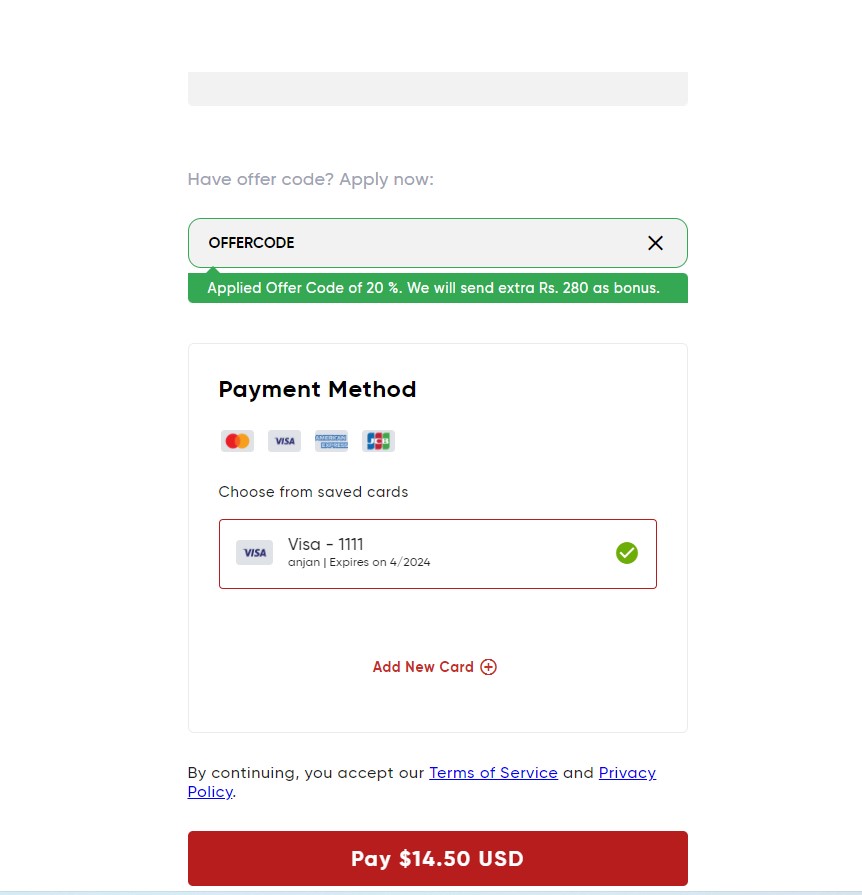 Have offer code? Apply now:
OFFERCODE
Applied Offer Code of 20 %. We will send extra Rs. 280 as bonus.
Payment Method
VISA
AMERICAN
EXPRESS
JCB
Choose from saved cards
VISA
Visa - 1111
anjan | Expires on 4/2024
Add New Card
By continuing, you accept our Terms of Service and Privacy
Policy.
Pay $14.50 USD